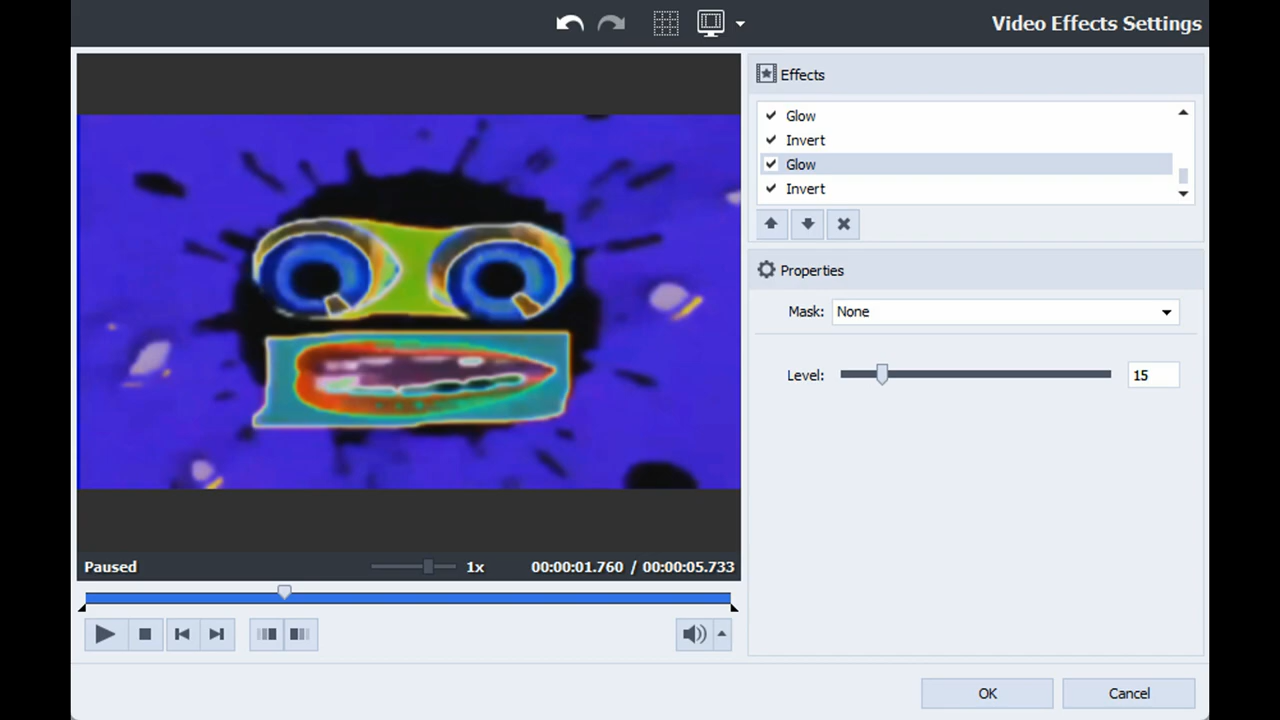 Video Effects Settings
Effects
Glow
Invert
Glow
Invert
Properties
Mask: None
Level: 15
Paused 1x 00:00:01.760 / 00:00:05.733
OK Cancel